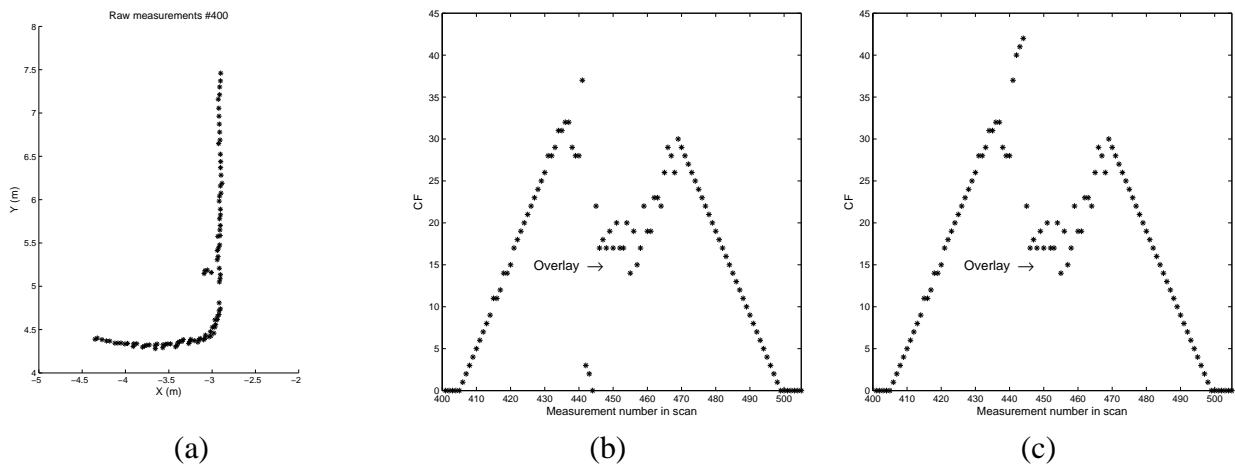 Raw measurements #400
8
7.5
7
6.5
6
5.5
5
4.5
4
Y (m)
−5 −4.5 −4 −3.5 −3 −2.5 −2
X (m)
(a)
45
40
35
30
25
20
15
10
5
0
CF
Overlay →
400 410 420 430 440 450 460 470 480 490 500
Measurement number in scan
(b)
45
40
35
30
25
20
15
10
5
0
CF
Overlay →
400 410 420 430 440 450 460 470 480 490 500
Measurement number in scan
(c)